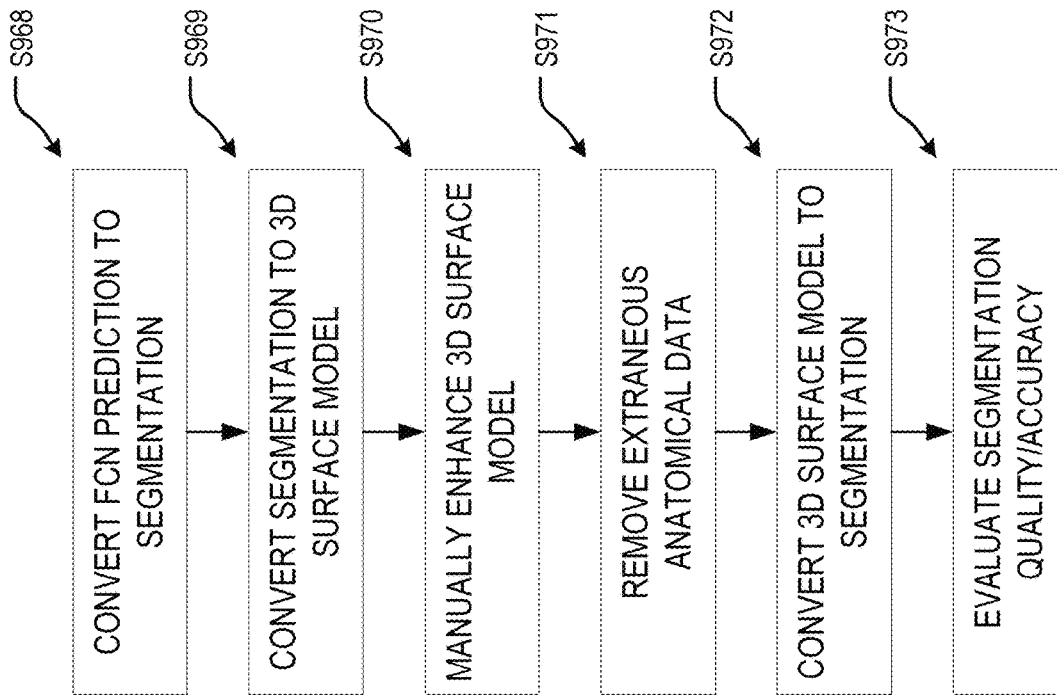 S968
CONVERT FCN PREDICTION TO
SEGMENTATION
S969
CONVERT SEGMENTATION TO 3D
SURFACE MODEL
S970
MANUALLY ENHANCE 3D SURFACE
MODEL
S971
REMOVE EXTRANEOUS
ANATOMICAL DATA
S972
CONVERT 3D SURFACE MODEL TO
SEGMENTATION
S973
EVALUATE SEGMENTATION
QUALITY/ACCURACY